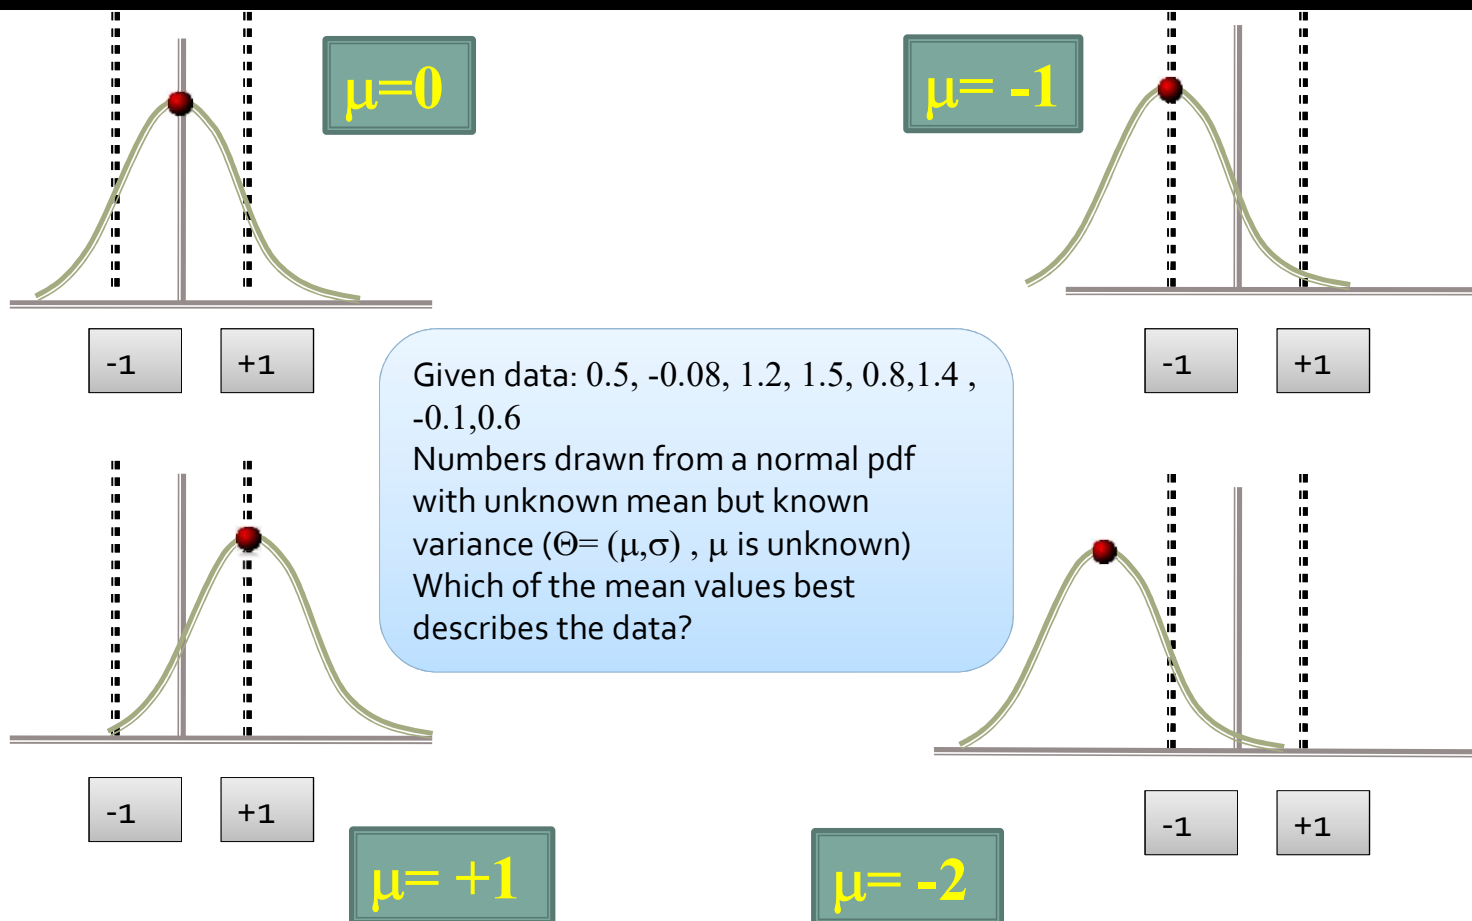 μ=0
μ= -1
-1
+1
-1
+1
Given data: 0.5, -0.08, 1.2, 1.5, 0.8,1.4 ,
-0.1,0.6
Numbers drawn from a normal pdf
with unknown mean but known
variance (Θ= (μ,σ) , μ is unknown)
Which of the mean values best
describes the data?
-1
+1
-1
+1
μ= +1
μ= -2